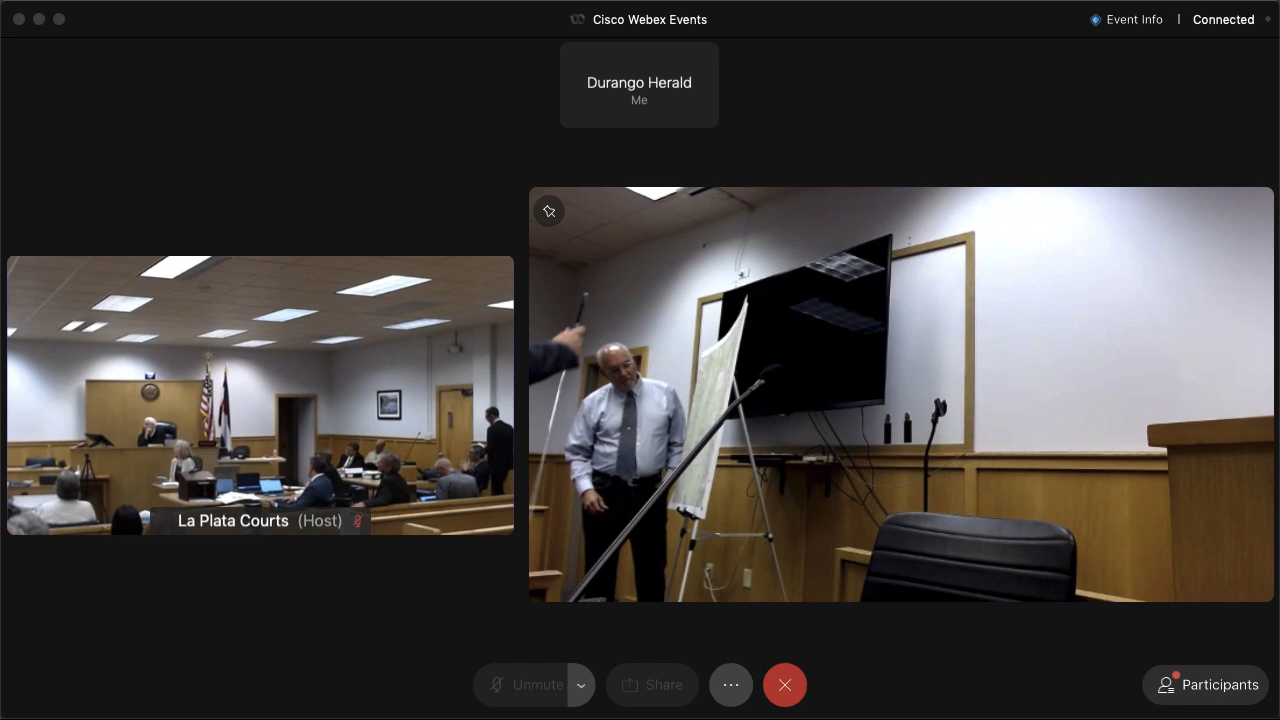 Cisco Webex Events
Event Info | Connected
Durango Herald
Me
La Plata Courts (Host)
Unmute
Share
Participants